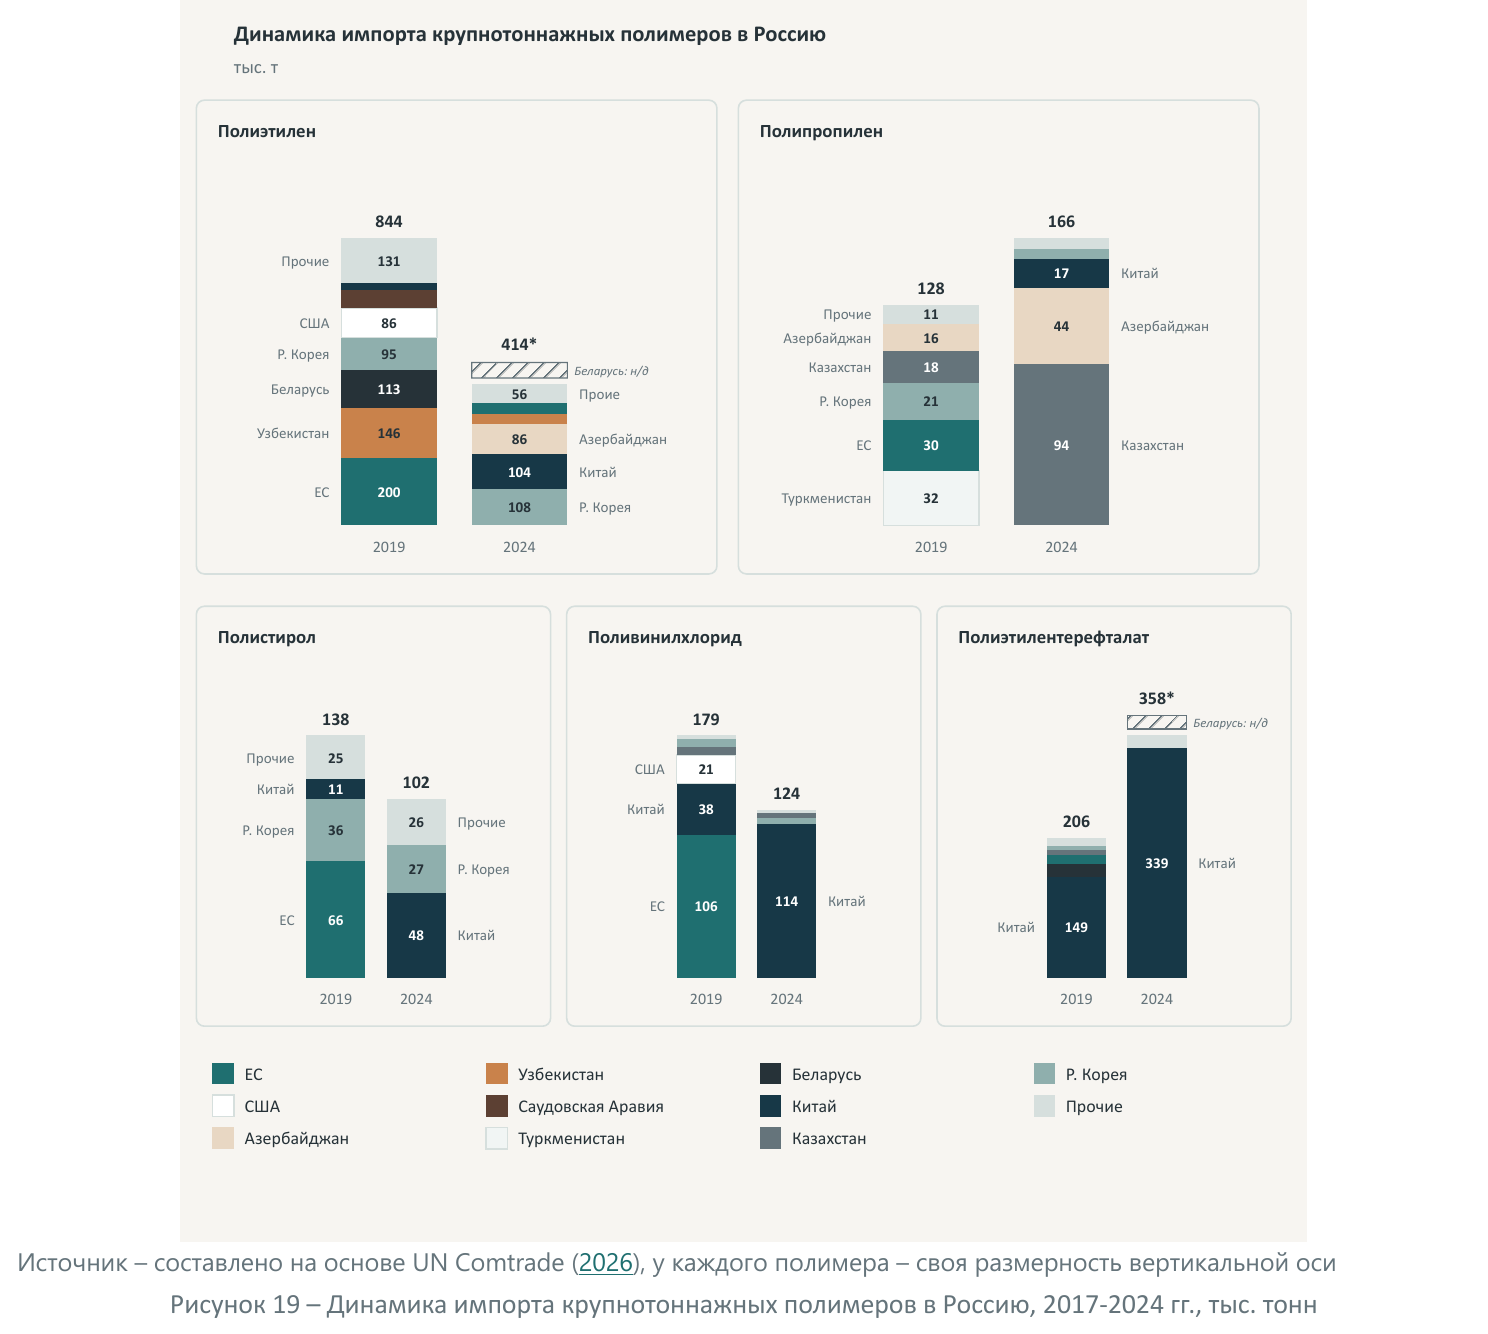 Динамика импорта крупнотоннажных полимеров в Россию
тыс. т
Полиэтилен
844
Прочие 131
США 86
Р. Корея 95
Беларусь 113
Узбекистан 146
ЕС 200
2019
414*
Беларусь: н/д
56 Проие
86 Азербайджан
104 Китай
108 Р. Корея
2024
Полипропилен
128
Прочие 11
Азербайджан 16
Казахстан 18
Р. Корея 21
ЕС 30
Туркменистан 32
2019
166
17 Китай
44 Азербайджан
94 Казахстан
2024
Полистирол
138
Прочие 25
Китай 11
Р. Корея 36
ЕС 66
2019
102
26 Прочие
27 Р. Корея
48 Китай
2024
Поливинилхлорид
179
США 21
Китай 38
ЕС 106
2019
124
114 Китай
2024
Полиэтилентерефталат
206
Китай 149
2019
358*
Беларусь: н/д
339 Китай
2024
ЕС Узбекистан Беларусь Р. Корея
США Саудовская Аравия Китай Прочие
Азербайджан Туркменистан Казахстан
Источник – составлено на основе UN Comtrade (2026), у каждого полимера – своя размерность вертикальной оси
Рисунок 19 – Динамика импорта крупнотоннажных полимеров в Россию, 2017-2024 гг., тыс. тонн